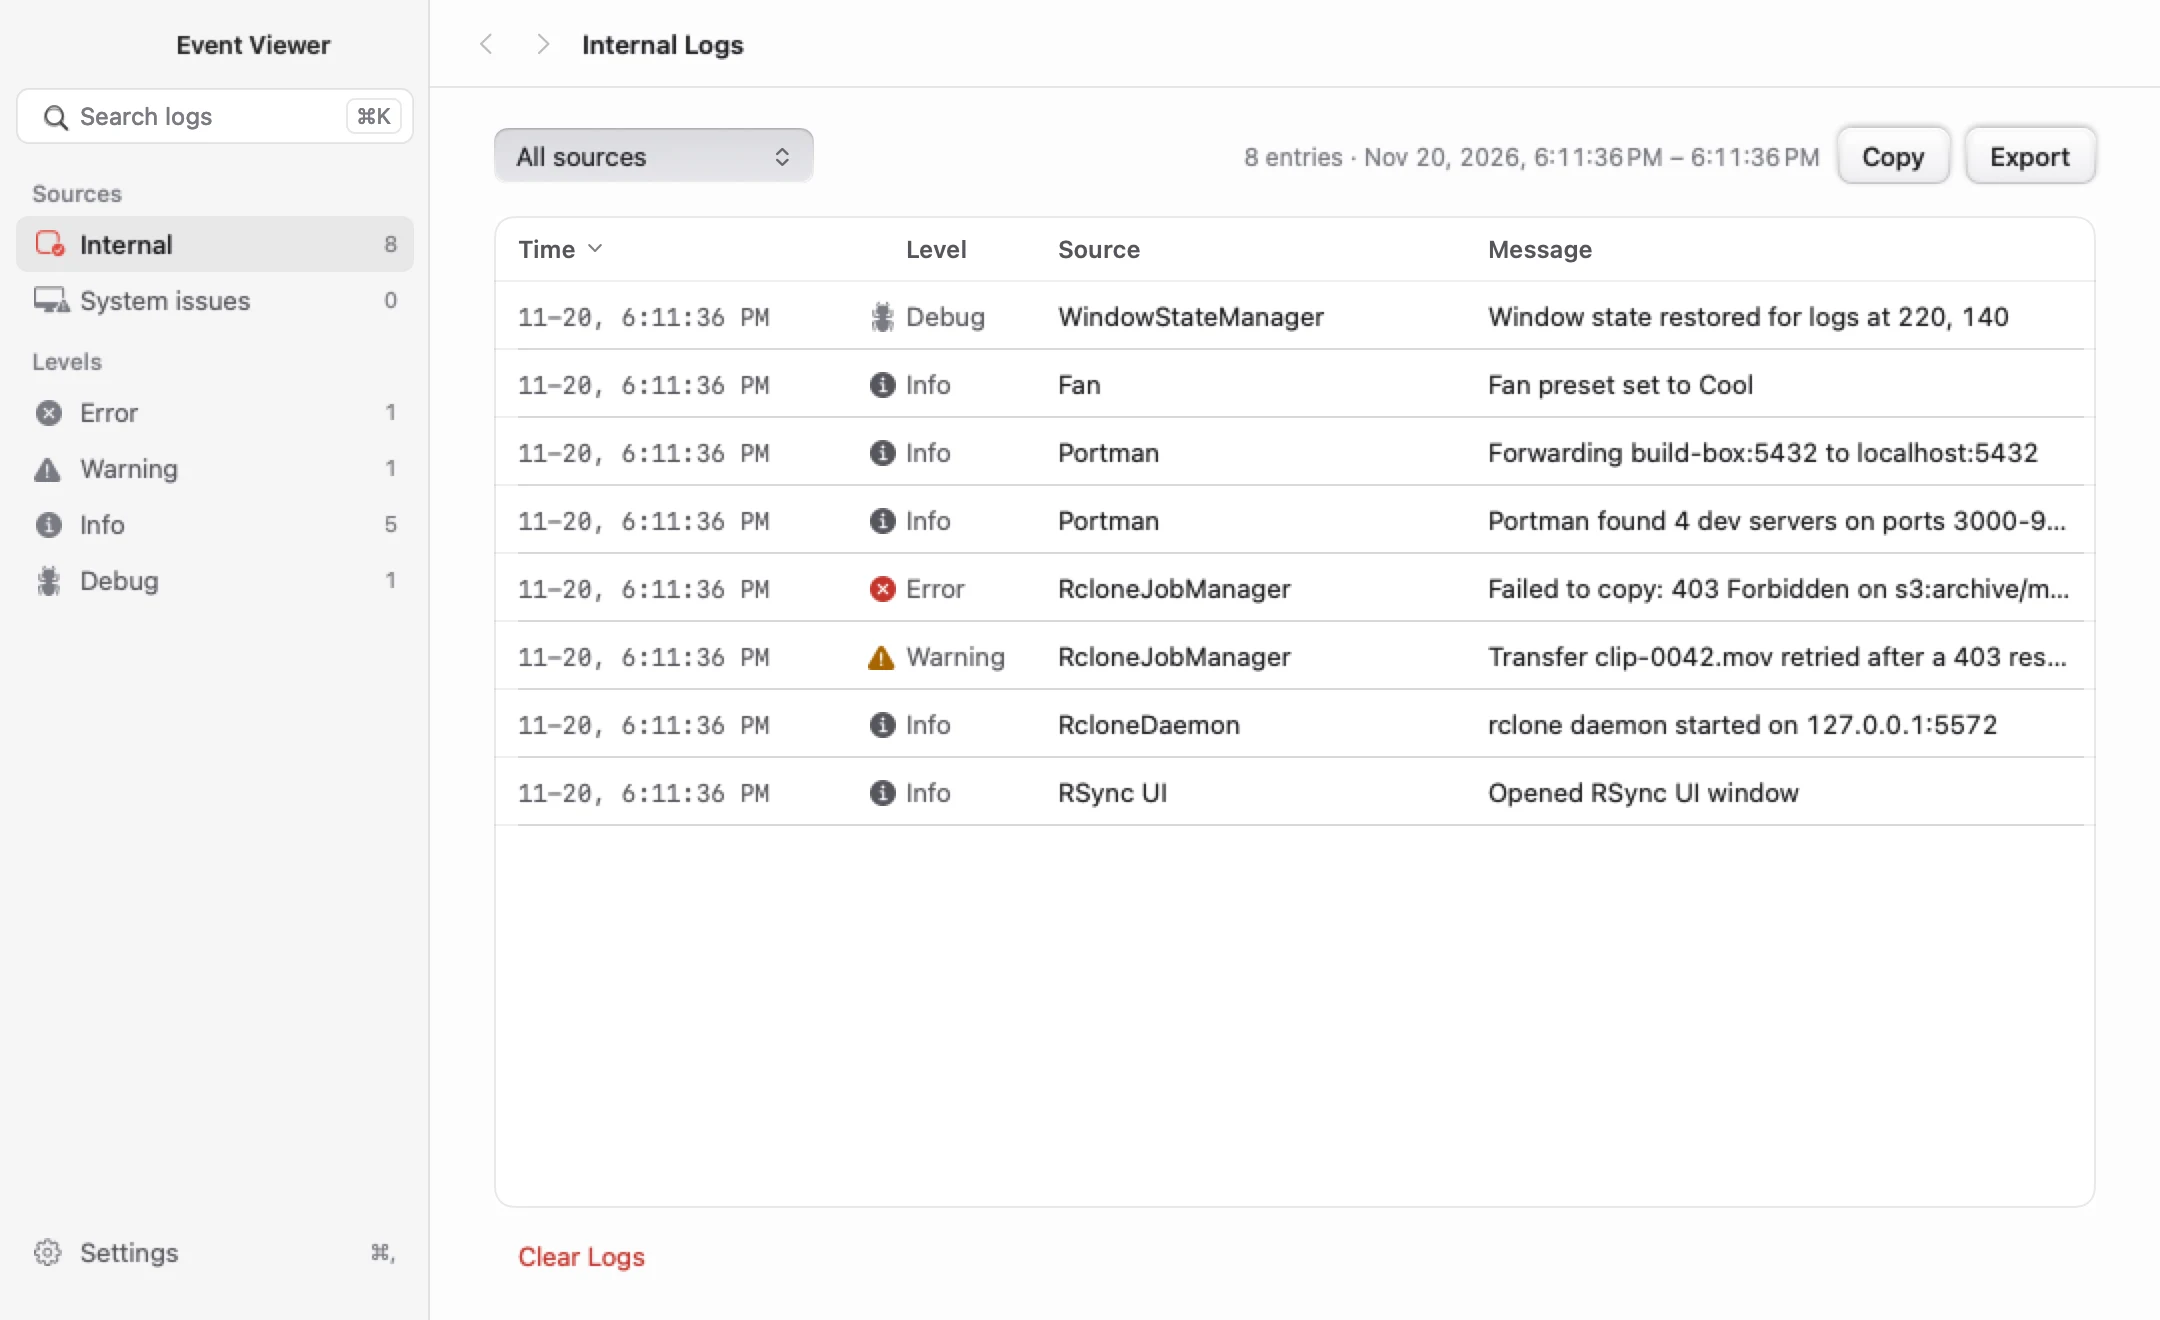 Event Viewer
Search logs ⌘K
Sources
Internal 8
System issues 0
Levels
Error 1
Warning 1
Info 5
Debug 1
Settings ⌘,
Internal Logs
All sources
8 entries · Nov 20, 2026, 6:11:36 PM – 6:11:36 PM
Copy
Export
Time Level Source Message
11-20, 6:11:36 PM Debug WindowStateManager Window state restored for logs at 220, 140
11-20, 6:11:36 PM Info Fan Fan preset set to Cool
11-20, 6:11:36 PM Info Portman Forwarding build-box:5432 to localhost:5432
11-20, 6:11:36 PM Info Portman Portman found 4 dev servers on ports 3000-9...
11-20, 6:11:36 PM Error RcloneJobManager Failed to copy: 403 Forbidden on s3:archive/m...
11-20, 6:11:36 PM Warning RcloneJobManager Transfer clip-0042.mov retried after a 403 res...
11-20, 6:11:36 PM Info RcloneDaemon rclone daemon started on 127.0.0.1:5572
11-20, 6:11:36 PM Info RSync UI Opened RSync UI window
Clear Logs